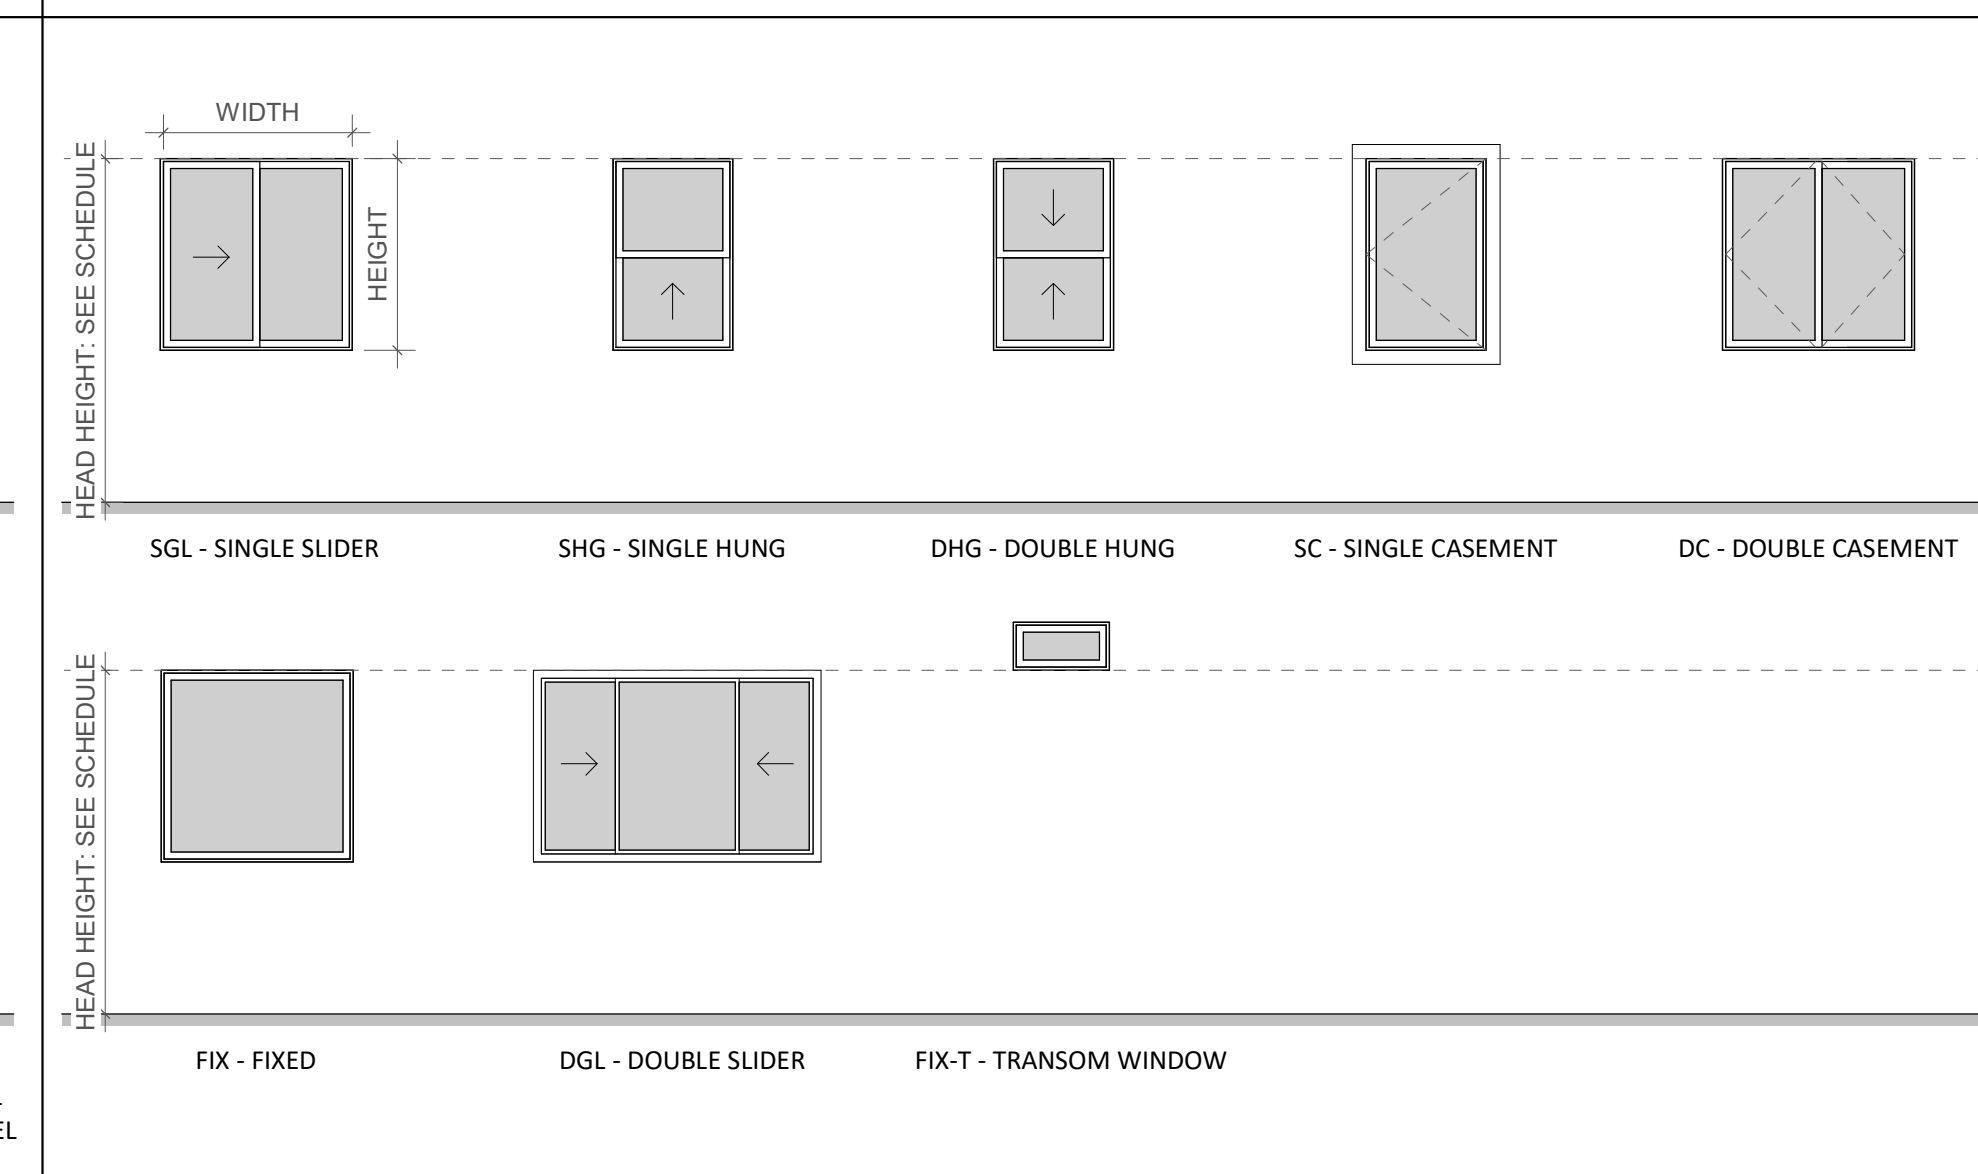 WIDTH
HEAD HEIGHT: SEE SCHEDULE
HEIGHT
SGL - SINGLE SLIDER
SHG - SINGLE HUNG
DHG - DOUBLE HUNG
SC - SINGLE CASEMENT
DC - DOUBLE CASEMENT
HEAD HEIGHT: SEE SCHEDULE
FIX - FIXED
DGL - DOUBLE SLIDER
FIX-T - TRANSOM WINDOW
EL